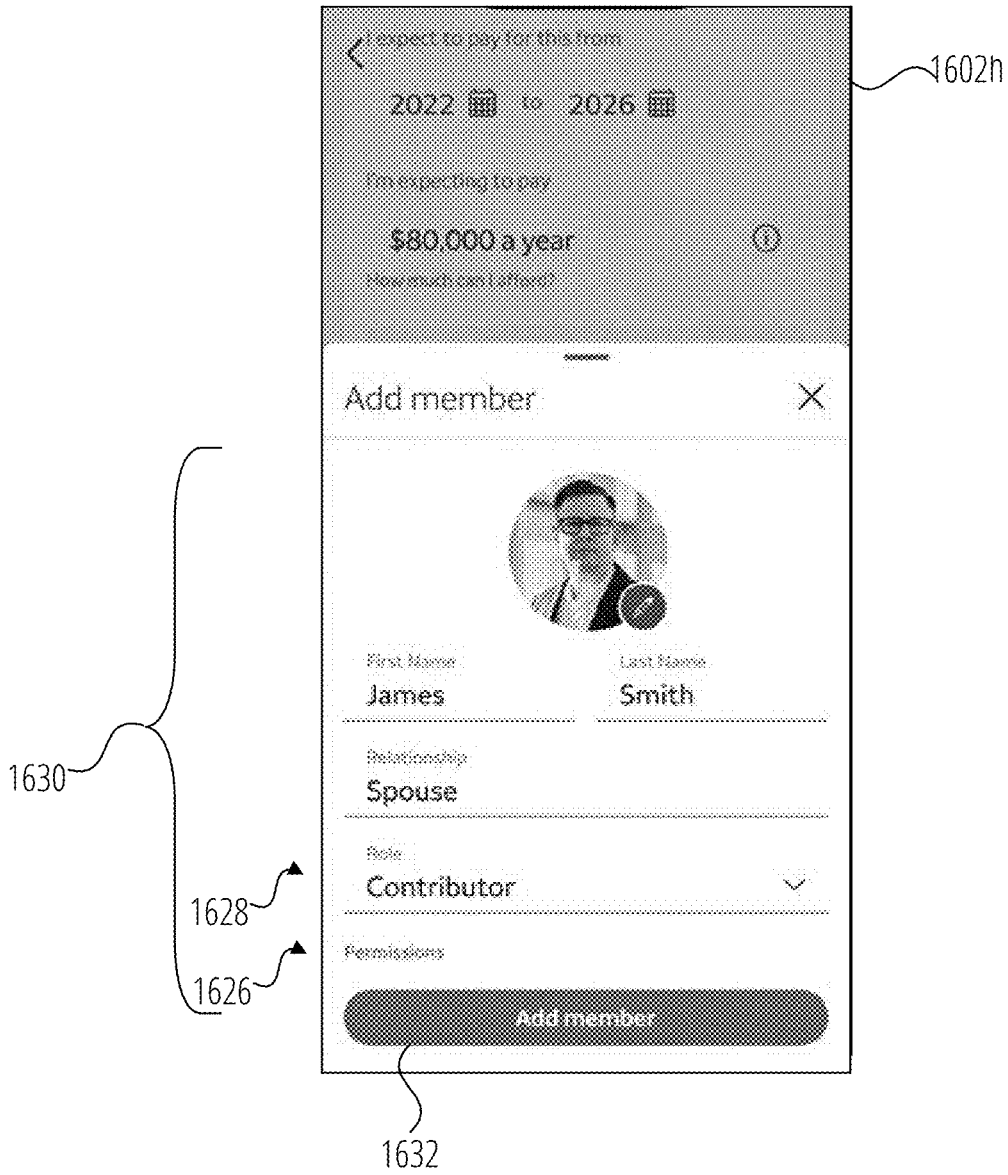 I expect to pay for this from
1602h
2022 to 2026
I'm expecting to pay
$80,000 a year
How much can I afford?
Add member
First Name Last Name
James Smith
1630
Relationship
Spouse
Role
Contributor
1628
Permissions
1626
Add member
1632